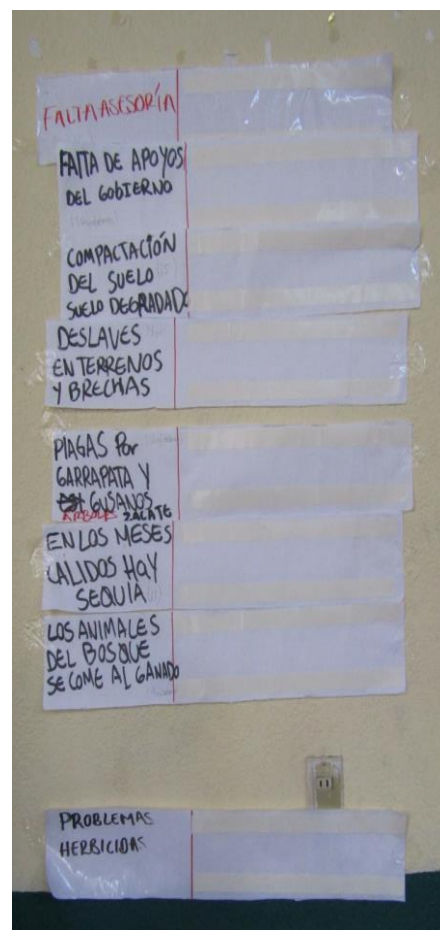 FALTA ASESORÍA
FALTA DE APOYOS
DEL GOBIERNO
COMPACTACIÓN
DEL SUELO
SUELO DEGRADADO
DESLAVES
EN TERRENOS
Y BRECHAS
PLAGAS POR
GARRAPATA Y
GUSANOS
ARBOLES ZACATE
EN LOS MESES
CALIDOS HAY
SEQUIA
LOS ANIMALES
DEL BOSQUE
SE COME AL GANADO
PROBLEMAS
HERBICIDAS